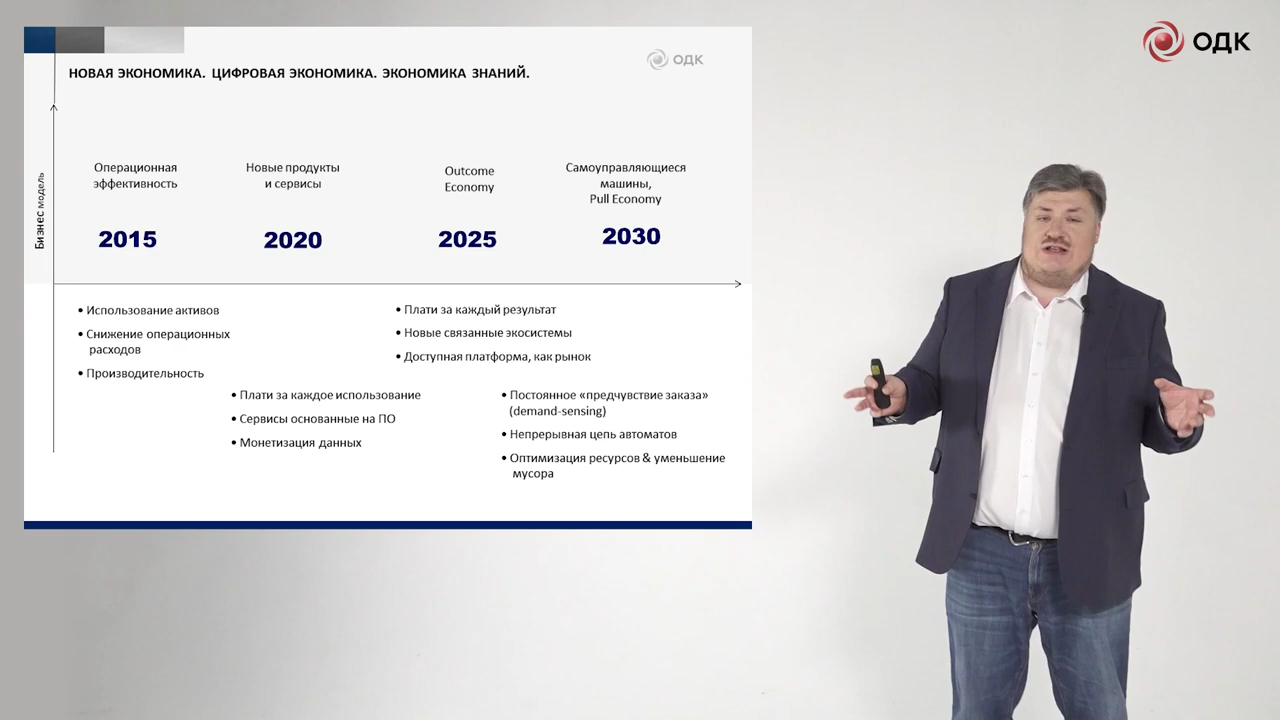 ОДК
ОДК
НОВАЯ ЭКОНОМИКА. ЦИФРОВАЯ ЭКОНОМИКА. ЭКОНОМИКА ЗНАНИЙ.
Бизнес модель
Операционная
эффективность
2015
Новые продукты
и сервисы
2020
Outcome
Economy
2025
Самоуправляющиеся
машины,
Pull Economy
2030
• Использование активов
• Снижение операционных
расходов
• Производительность
• Плати за каждое использование
• Сервисы основанные на ПО
• Монетизация данных
• Плати за каждый результат
• Новые связанные экосистемы
• Доступная платформа, как рынок
• Постоянное «предчувствие заказа»
(demand-sensing)
• Непрерывная цепь автоматов
• Оптимизация ресурсов & уменьшение
мусора